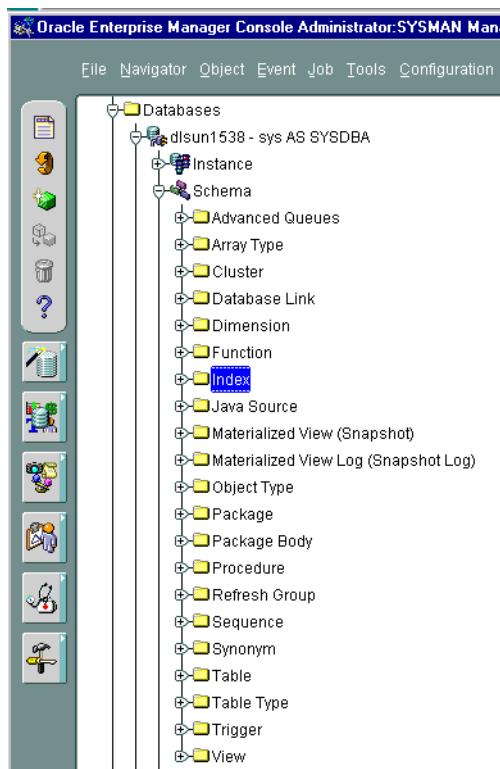 Oracle Enterprise Manager Console Administrator:SYSMAN Man
File Navigator Object Event Job Tools Configuration
Databases
dlsun1538 - sys AS SYSDBA
Instance
Schema
Advanced Queues
Array Type
Cluster
Database Link
Dimension
Function
Index
Java Source
Materialized View (Snapshot)
Materialized View Log (Snapshot Log)
Object Type
Package
Package Body
Procedure
Refresh Group
Sequence
Synonym
Table
Table Type
Trigger
View